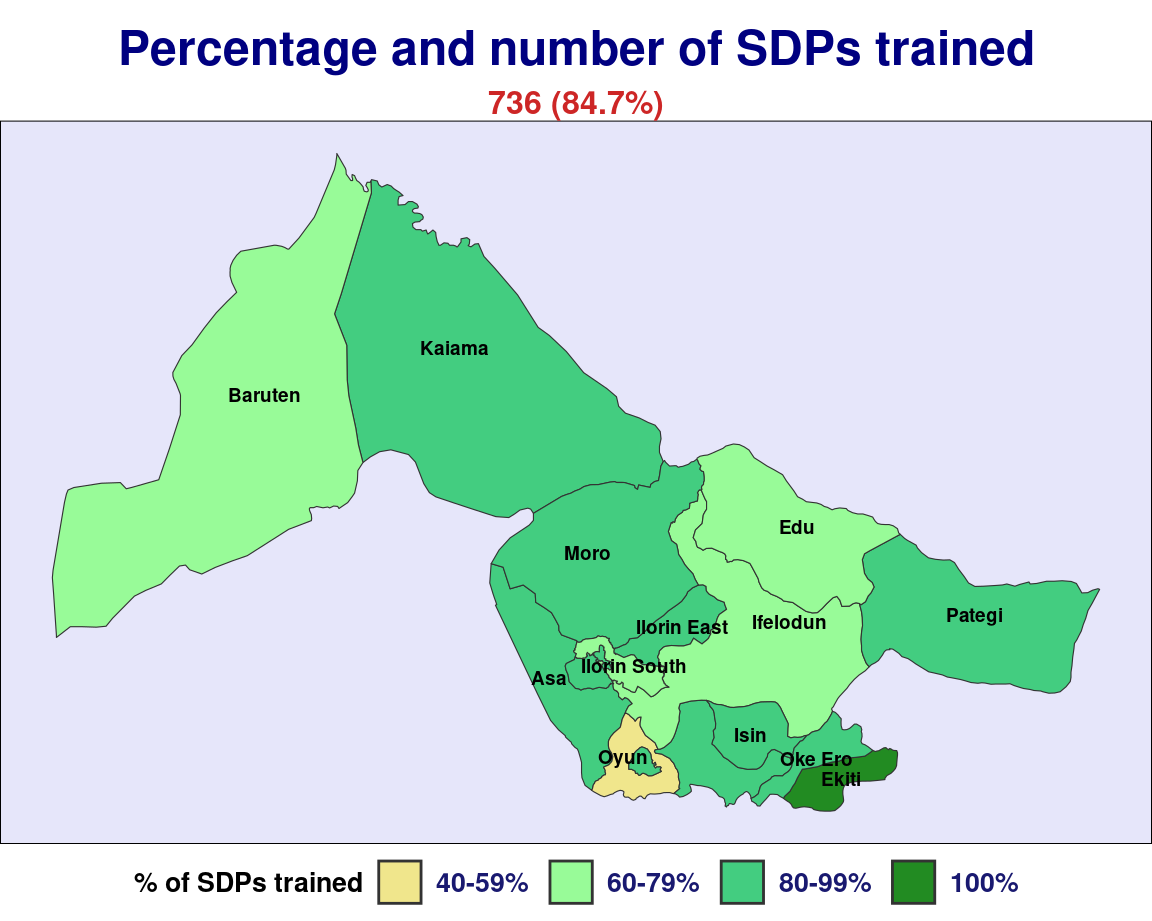 Percentage and number of SDPs trained
736 (84.7%)
Kaiama
Baruten
Edu
Moro
Pategi
Ifelodun
Ilorin East
Ilorin South
Asa
Isin
Oyun
Oke Ero
Ekiti
% of SDPs trained 40-59% 60-79% 80-99% 100%